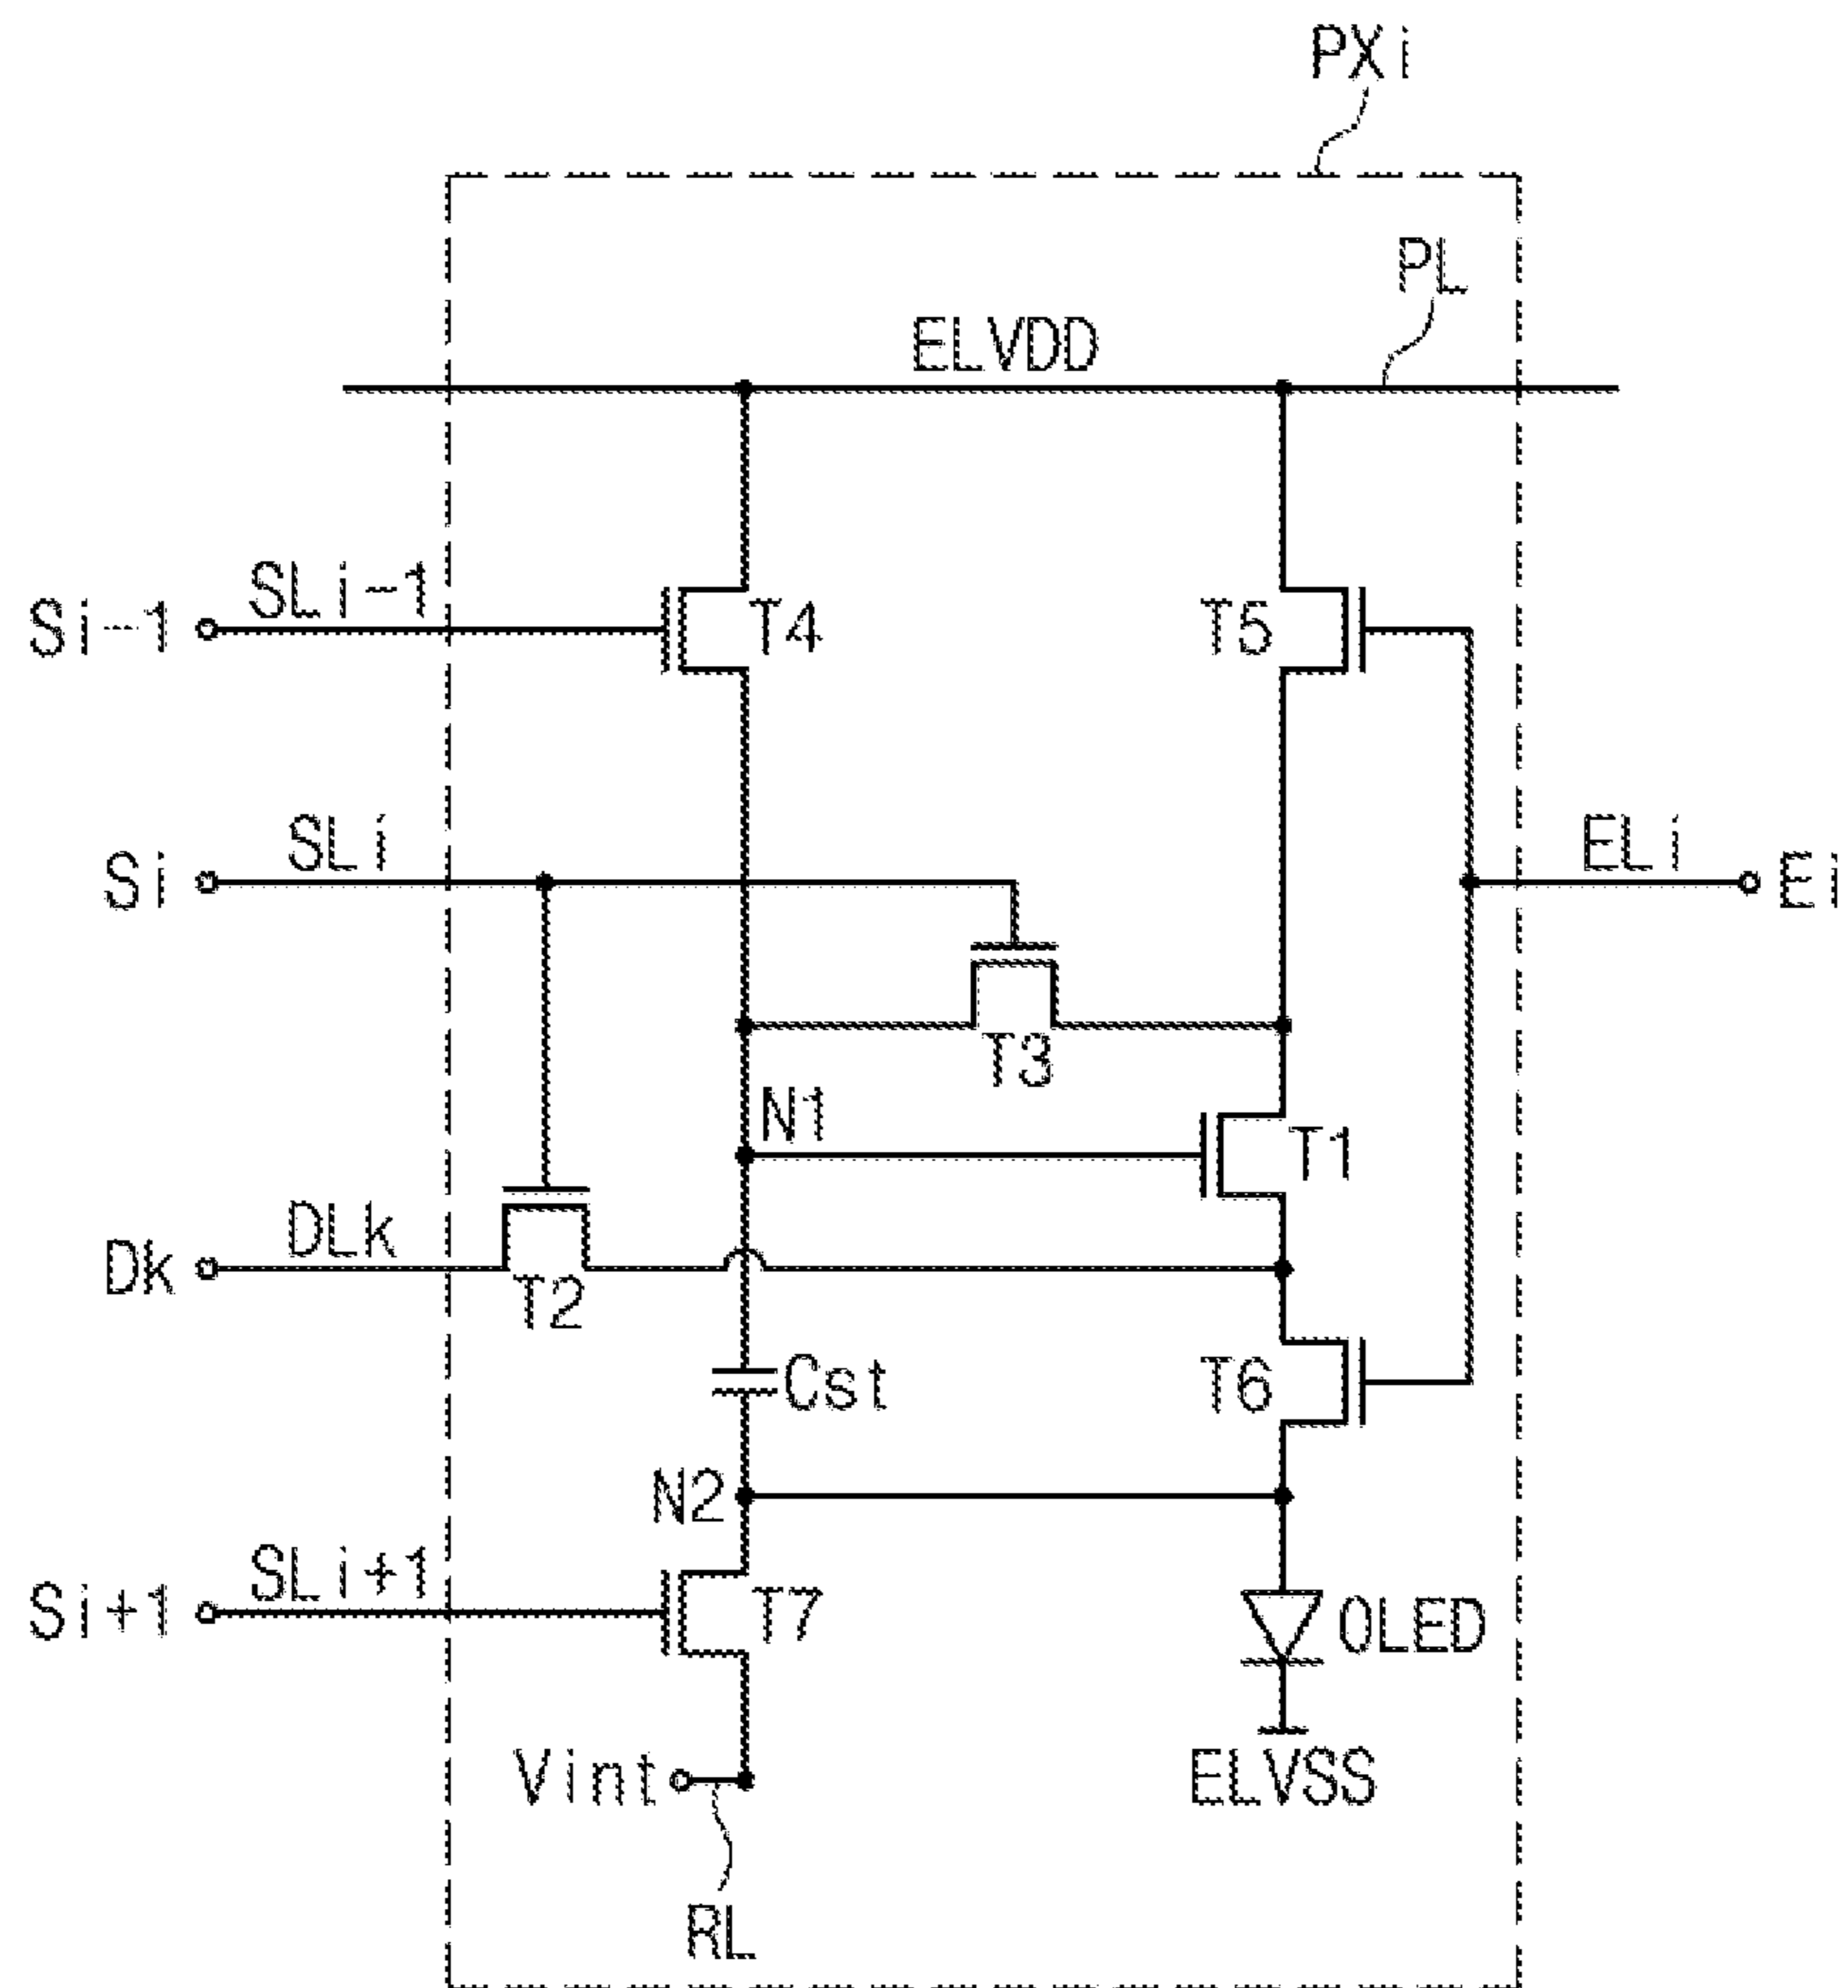 PXi
PL
ELVDD
SLi-1
Si-1
T4
T5
SLi
Si
ELi
Ei
T3
N1
T1
DLk
Dk
T2
Cst
T6
N2
SLi+1
Si+1
T7
OLED
Vint
ELVSS
RL